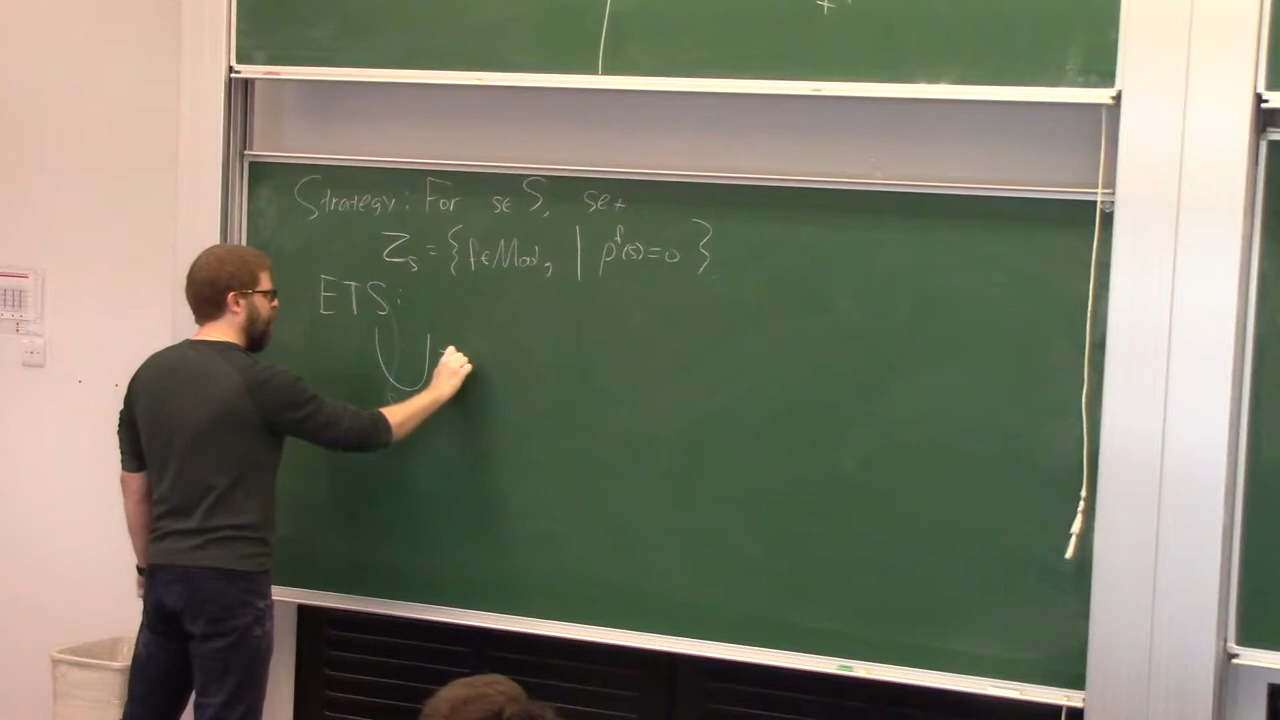 Strategy: For s∈S, set
Z_s = { f∈Mod, | p^f(s)=0 }
ETS:
⋃